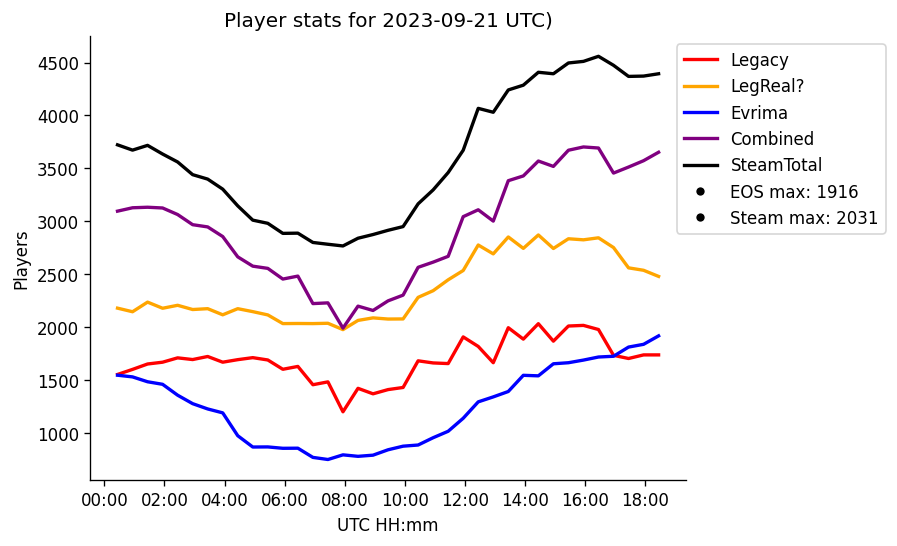 Player stats for 2023-09-21 UTC)
4500
4000
3500
3000
2500
2000
1500
1000
Players
00:00 02:00 04:00 06:00 08:00 10:00 12:00 14:00 16:00 18:00
UTC HH:mm
Legacy
LegReal?
Evrima
Combined
SteamTotal
EOS max: 1916
Steam max: 2031